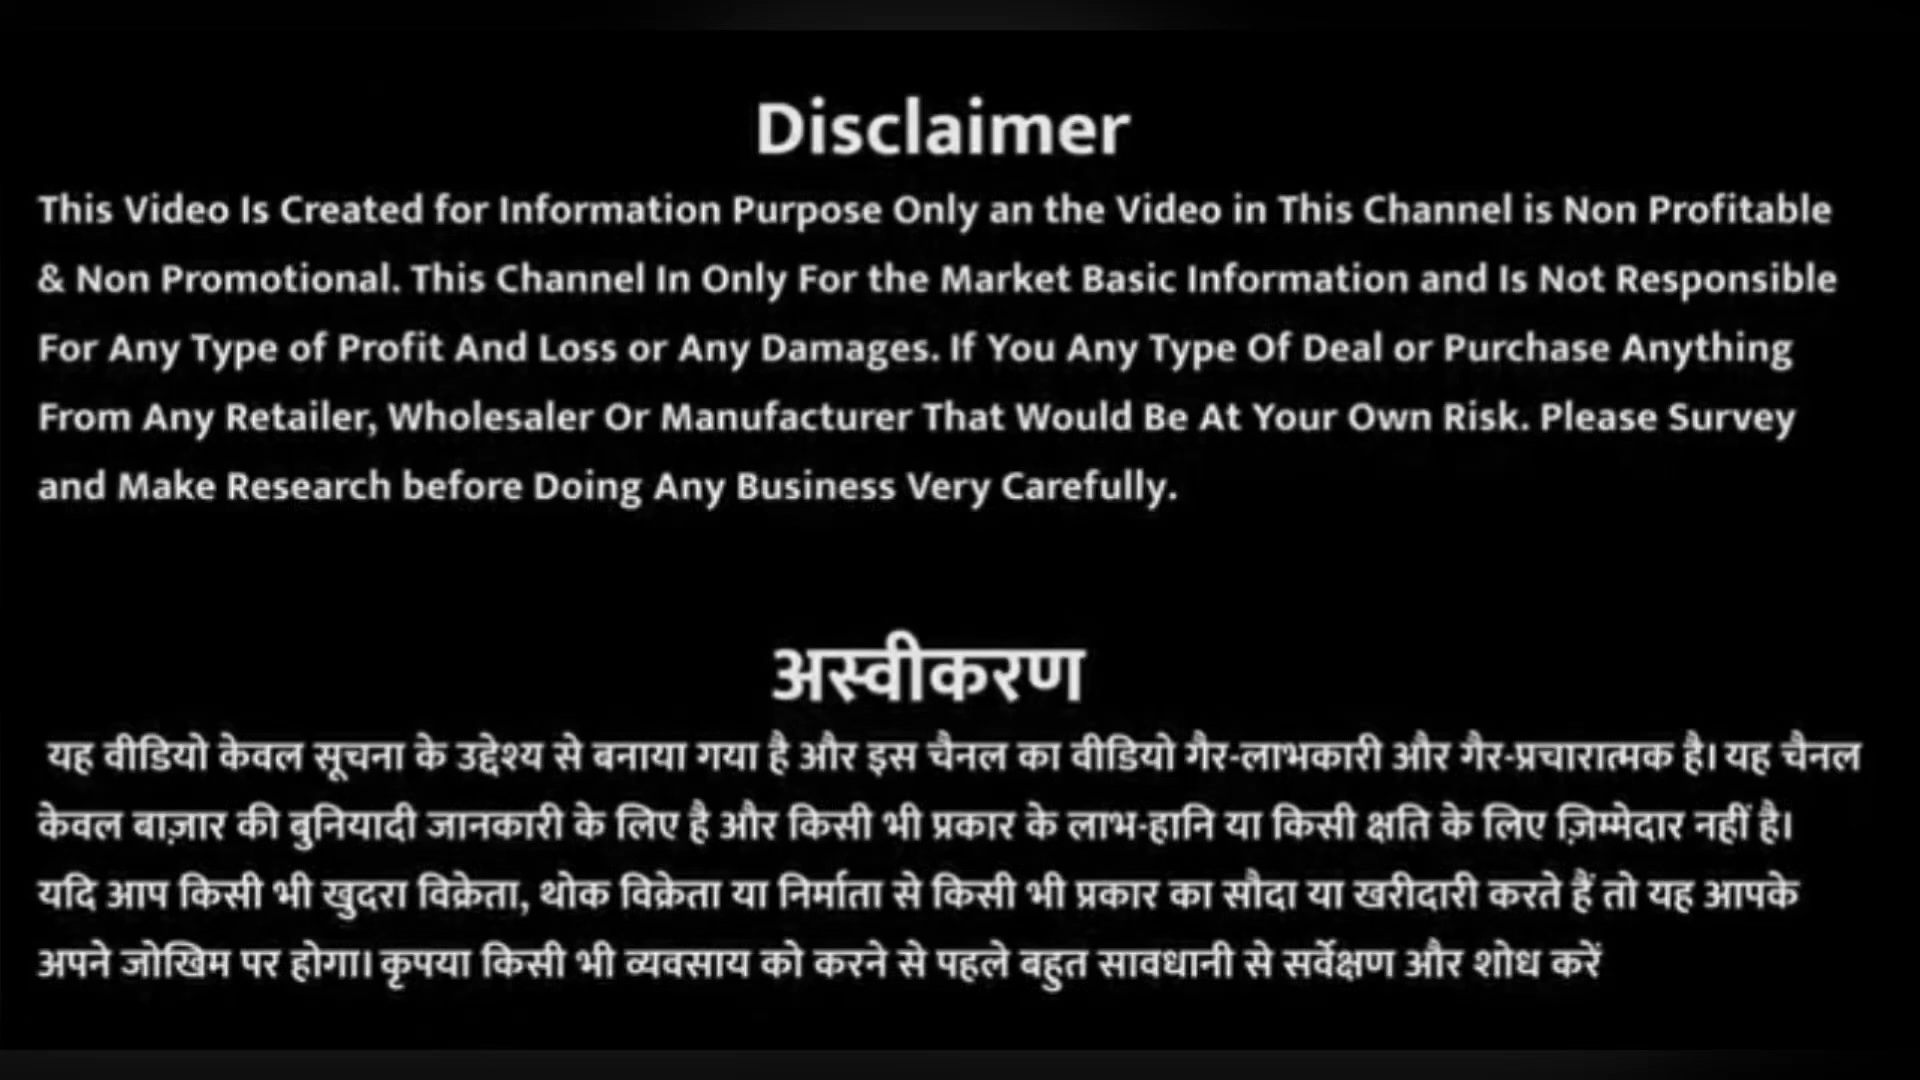 Disclaimer
This Video Is Created for Information Purpose Only an the Video in This Channel is Non Profitable
& Non Promotional. This Channel In Only For the Market Basic Information and Is Not Responsible
For Any Type of Profit And Loss or Any Damages. If You Any Type Of Deal or Purchase Anything
From Any Retailer, Wholesaler Or Manufacturer That Would Be At Your Own Risk. Please Survey
and Make Research before Doing Any Business Very Carefully.
अस्वीकरण
यह वीडियो केवल सूचना के उद्देश्य से बनाया गया है और इस चैनल का वीडियो गैर-लाभकारी और गैर-प्रचारात्मक है। यह चैनल
केवल बाज़ार की बुनियादी जानकारी के लिए है और किसी भी प्रकार के लाभ-हानि या किसी क्षति के लिए ज़िम्मेदार नहीं है।
यदि आप किसी भी खुदरा विक्रेता, थोक विक्रेता या निर्माता से किसी भी प्रकार का सौदा या खरीदारी करते हैं तो यह आपके
अपने जोखिम पर होगा। कृपया किसी भी व्यवसाय को करने से पहले बहुत सावधानी से सर्वेक्षण और शोध करें